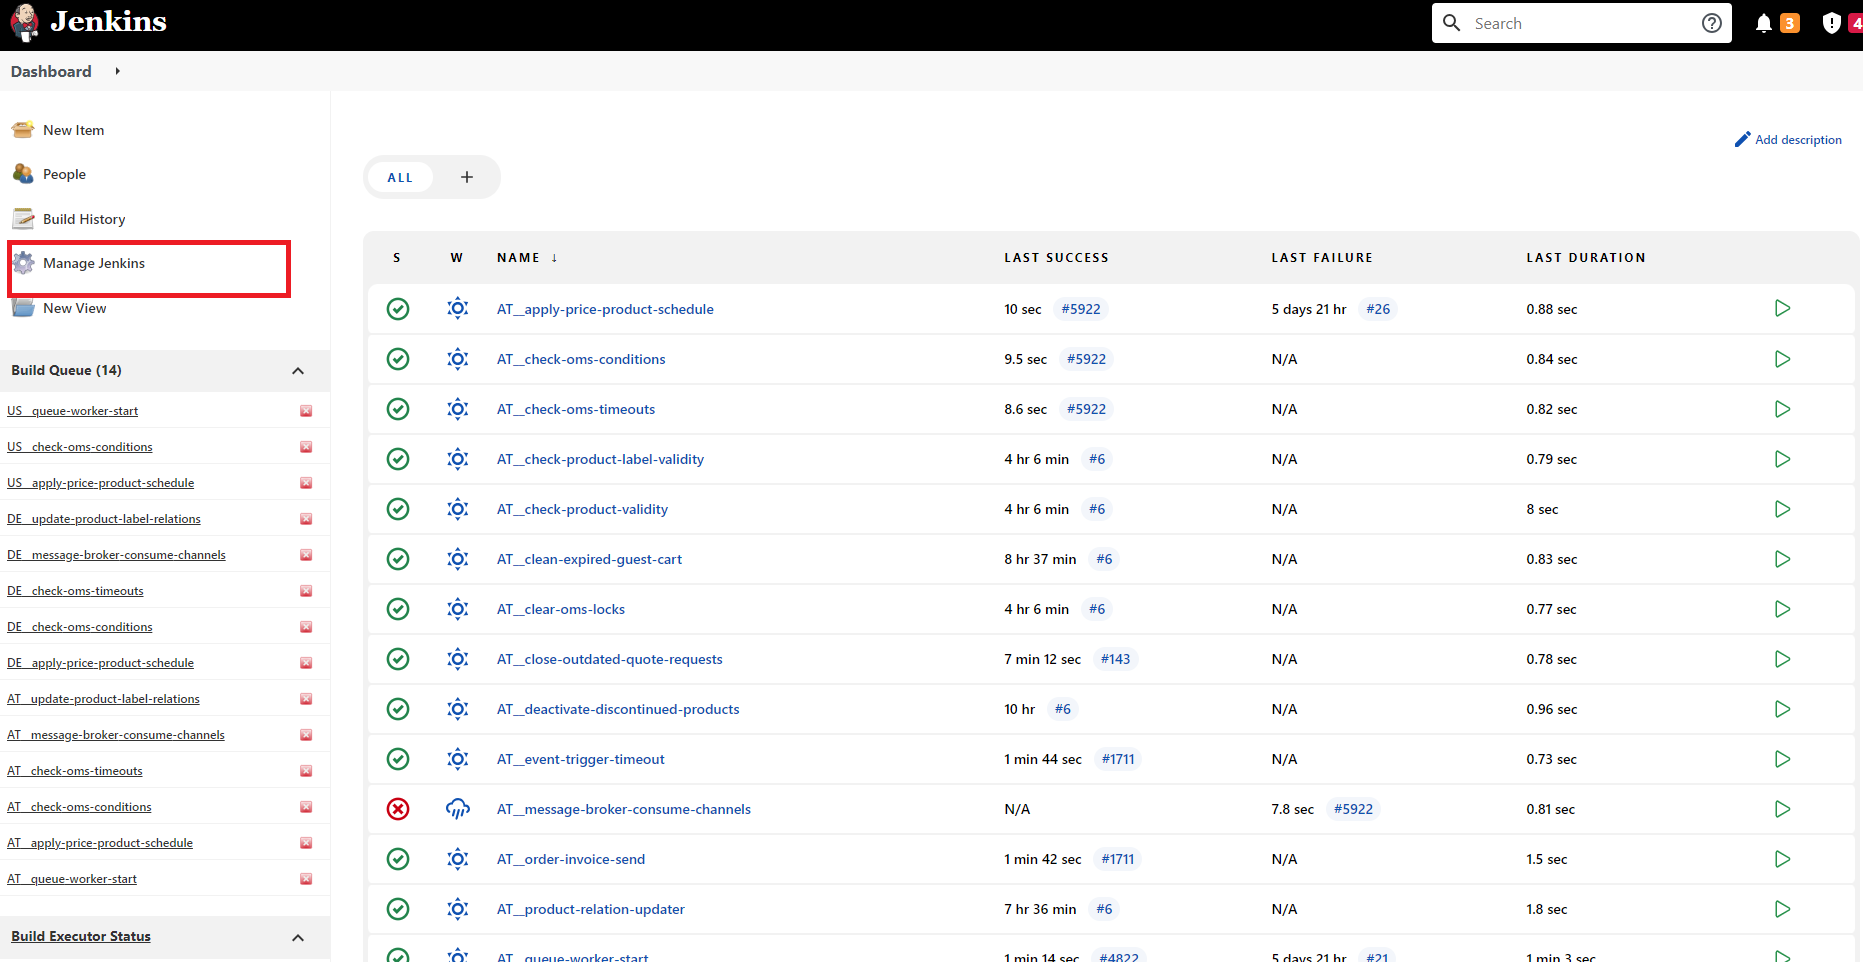 Jenkins
Search
3
4
Dashboard
New Item
People
Build History
Manage Jenkins
New View
Add description
ALL +
S W NAME ↓ LAST SUCCESS LAST FAILURE LAST DURATION
AT__apply-price-product-schedule 10 sec #5922 5 days 21 hr #26 0.88 sec
AT__check-oms-conditions 9.5 sec #5922 N/A 0.84 sec
AT__check-oms-timeouts 8.6 sec #5922 N/A 0.82 sec
AT__check-product-label-validity 4 hr 6 min #6 N/A 0.79 sec
AT__check-product-validity 4 hr 6 min #6 N/A 8 sec
AT__clean-expired-guest-cart 8 hr 37 min #6 N/A 0.83 sec
AT__clear-oms-locks 4 hr 6 min #6 N/A 0.77 sec
AT__close-outdated-quote-requests 7 min 12 sec #143 N/A 0.78 sec
AT__deactivate-discontinued-products 10 hr #6 N/A 0.96 sec
AT__event-trigger-timeout 1 min 44 sec #1711 N/A 0.73 sec
AT__message-broker-consume-channels N/A 7.8 sec #5922 0.81 sec
AT__order-invoice-send 1 min 42 sec #1711 N/A 1.5 sec
AT__product-relation-updater 7 hr 36 min #6 N/A 1.8 sec
AT__queue-worker-start 1 min 14 sec #4822 5 days 21 hr #21 1 min 3 sec
Build Queue (14)
US__queue-worker-start
US__check-oms-conditions
US__apply-price-product-schedule
DE__update-product-label-relations
DE__message-broker-consume-channels
DE__check-oms-timeouts
DE__check-oms-conditions
DE__apply-price-product-schedule
AT__update-product-label-relations
AT__message-broker-consume-channels
AT__check-oms-timeouts
AT__check-oms-conditions
AT__apply-price-product-schedule
AT__queue-worker-start
Build Executor Status